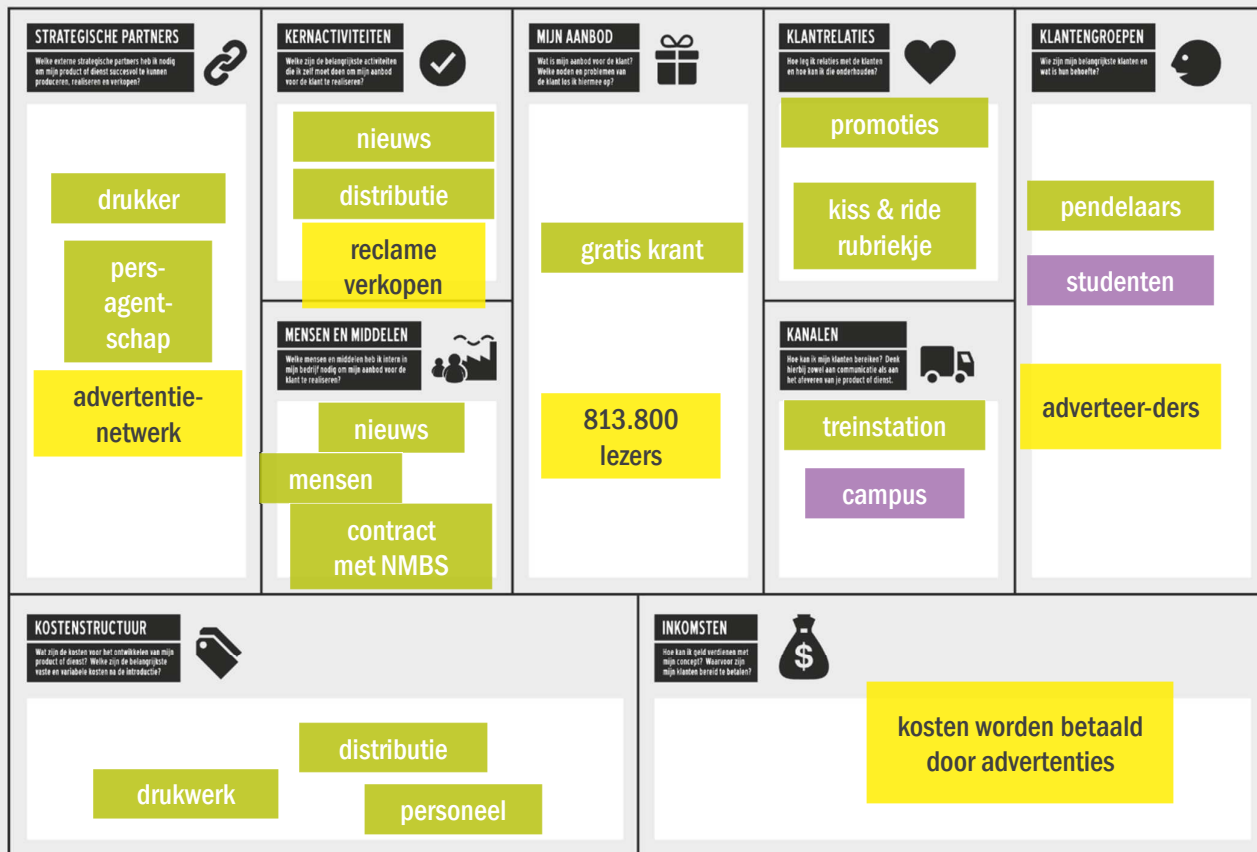 STRATEGISCHE PARTNERS
Welke externe strategische partners heb ik nodig
om mijn product of dienst succesvol te kunnen
produceren, realiseren en verkopen?
drukker
pers-
agent-
schap
advertentie-
netwerk
KERNACTIVITEITEN
Welke zijn de belangrijkste activiteiten
die ik zelf moet doen om mijn aanbod
voor de klant te realiseren?
nieuws
distributie
reclame
verkopen
MENSEN EN MIDDELEN
Welke mensen en middelen heb ik intern in
mijn bedrijf nodig om mijn aanbod voor de
klant te realiseren?
nieuws
mensen
contract
met NMBS
MIJN AANBOD
Wat is mijn aanbod voor de klant?
Welke noden en problemen van
de klant los ik hiermee op?
gratis krant
813.800
lezers
KLANTRELATIES
Hoe leg ik relaties met de klanten
en hoe kan ik die onderhouden?
promoties
kiss & ride
rubriekje
KANALEN
Hoe kan ik mijn klanten bereiken? Denk
hierbij zowel aan communicatie als aan
het afleveren van je product of dienst.
treinstation
campus
KLANTENGROEPEN
Wie zijn mijn belangrijkste klanten en
wat is hun behoefte?
pendelaars
studenten
adverteer-ders
KOSTENSTRUCTUUR
Wat zijn de kosten voor het ontwikkelen van mijn
product of dienst? Welke zijn de belangrijkste
vaste en variabele kosten na de introductie?
distributie
drukwerk
personeel
INKOMSTEN
Hoe kan ik geld verdienen met
mijn concept? Waarvoor zijn
mijn klanten bereid te betalen?
$
kosten worden betaald
door advertenties